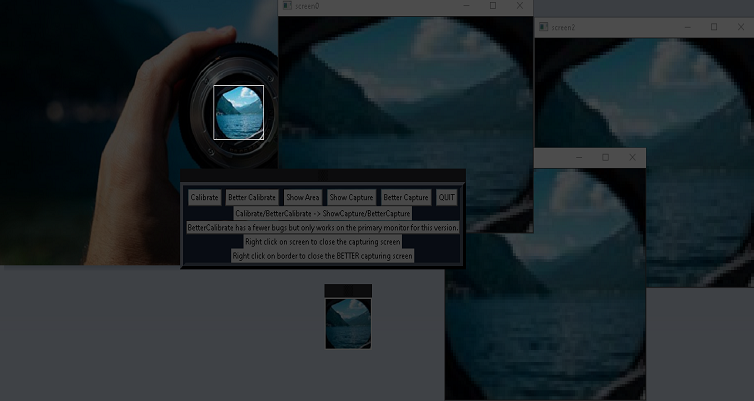 screen0
screen2
Calibrate Better Calibrate Show Area Show Capture Better Capture QUIT
Calibrate/BetterCalibrate -> ShowCapture/BetterCapture
BetterCalibrate has a fewer bugs but only works on the primary monitor for this version.
Right click on screen to close the capturing screen
Right click on border to close the BETTER capturing screen